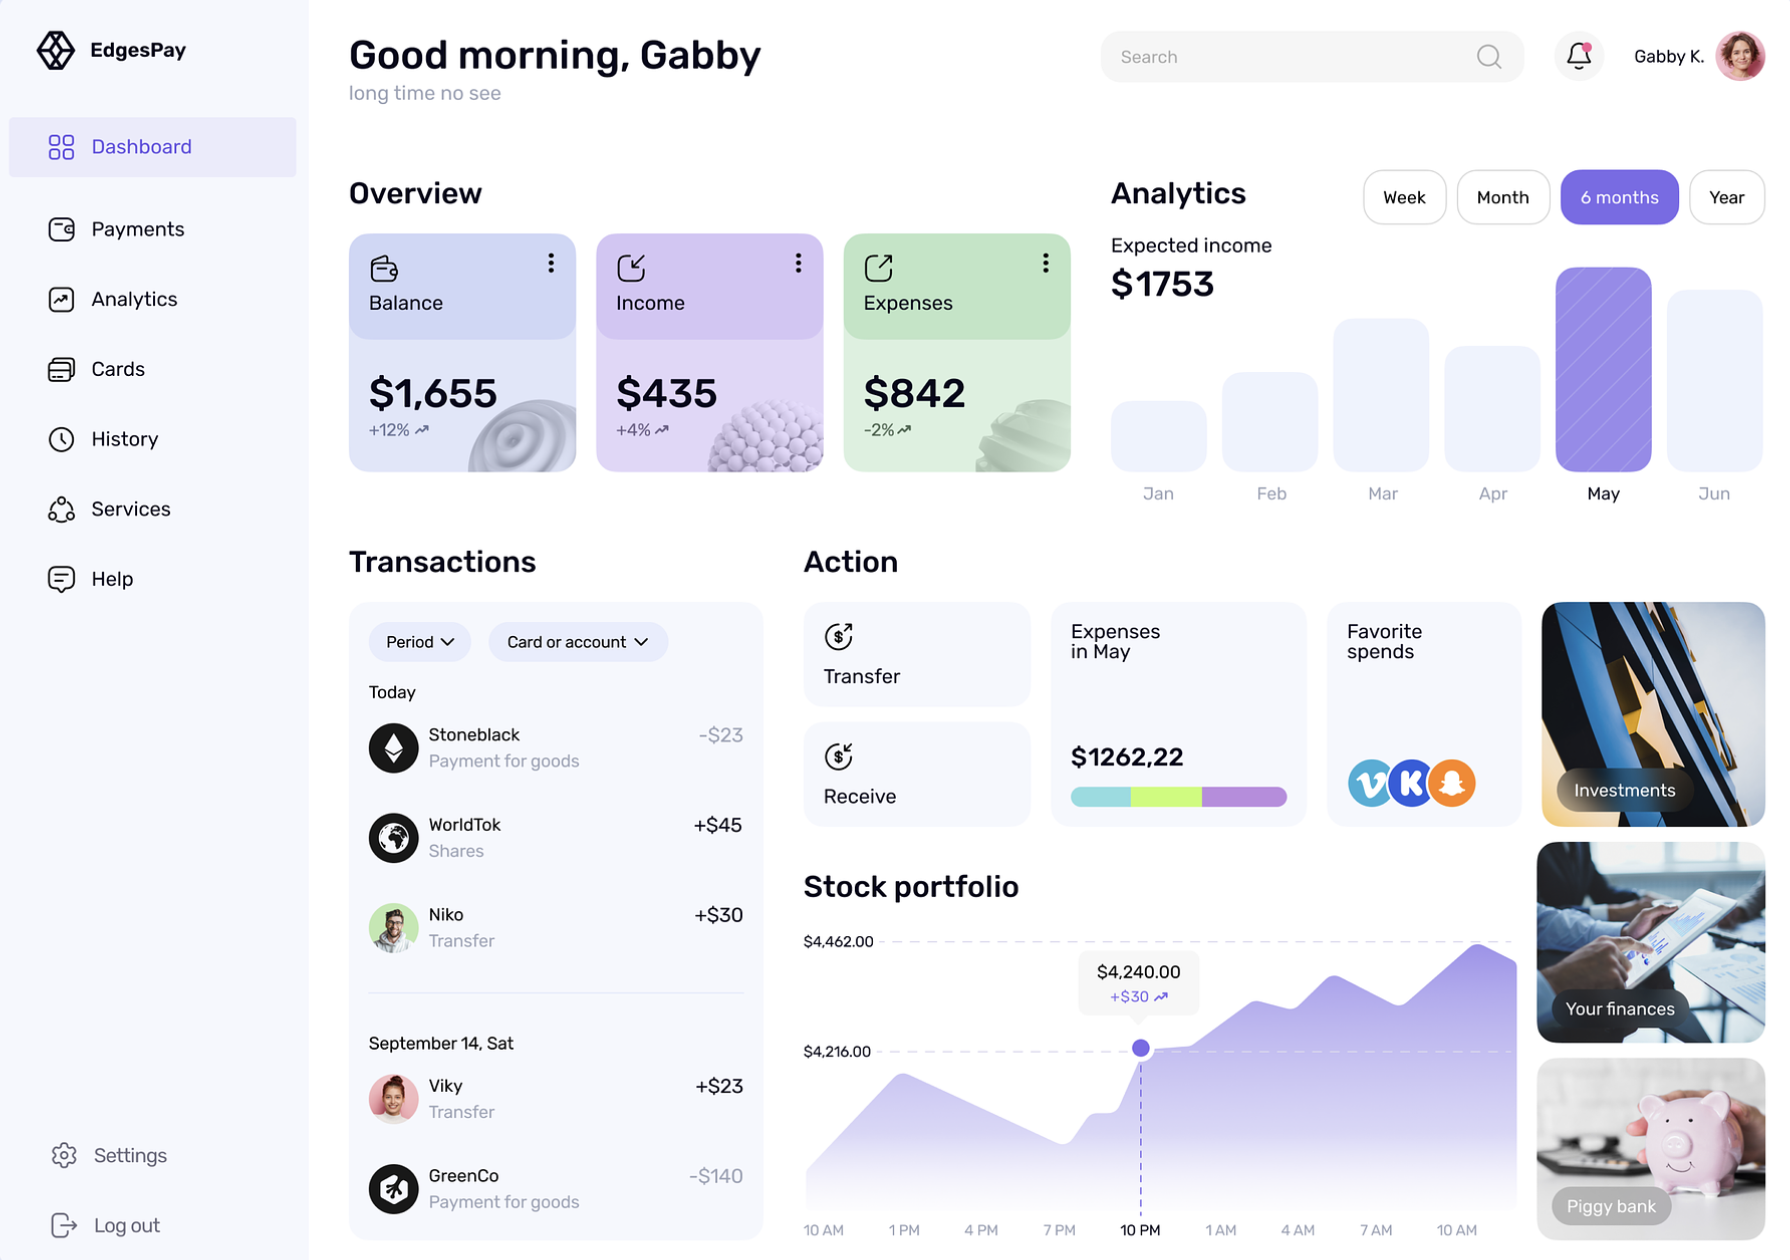 EdgesPay
Dashboard
Payments
Analytics
Cards
History
Services
Help
Settings
Log out
Good morning, Gabby
long time no see
Search
Gabby K.
Overview
Balance
$1,655
+12%
Income
$435
+4%
Expenses
$842
-2%
Analytics
Week
Month
6 months
Year
Expected income
$1753
Jan
Feb
Mar
Apr
May
Jun
Transactions
Period
Card or account
Today
Stoneblack
-$23
Payment for goods
WorldTok
+$45
Shares
Niko
+$30
Transfer
September 14, Sat
Viky
+$23
Transfer
GreenCo
-$140
Payment for goods
Action
Transfer
Receive
Expenses
in May
$1262,22
Favorite
spends
Investments
Your finances
Piggy bank
Stock portfolio
$4,462.00
$4,240.00
+$30
$4,216.00
10 AM
1 PM
4 PM
7 PM
10 PM
1 AM
4 AM
7 AM
10 AM